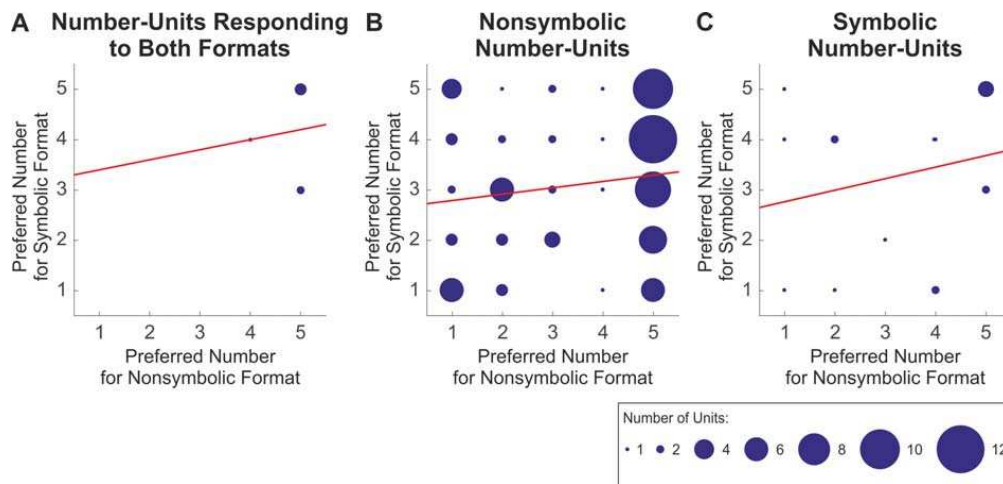 A Number-Units Responding to Both Formats
B Nonsymbolic Number-Units
C Symbolic Number-Units
Preferred Number for Symbolic Format
5
4
3
2
1
1 2 3 4 5
Preferred Number for Nonsymbolic Format
Preferred Number for Symbolic Format
5
4
3
2
1
1 2 3 4 5
Preferred Number for Nonsymbolic Format
Preferred Number for Symbolic Format
5
4
3
2
1
1 2 3 4 5
Preferred Number for Nonsymbolic Format
Number of Units:
1 2 4 6 8 10 12